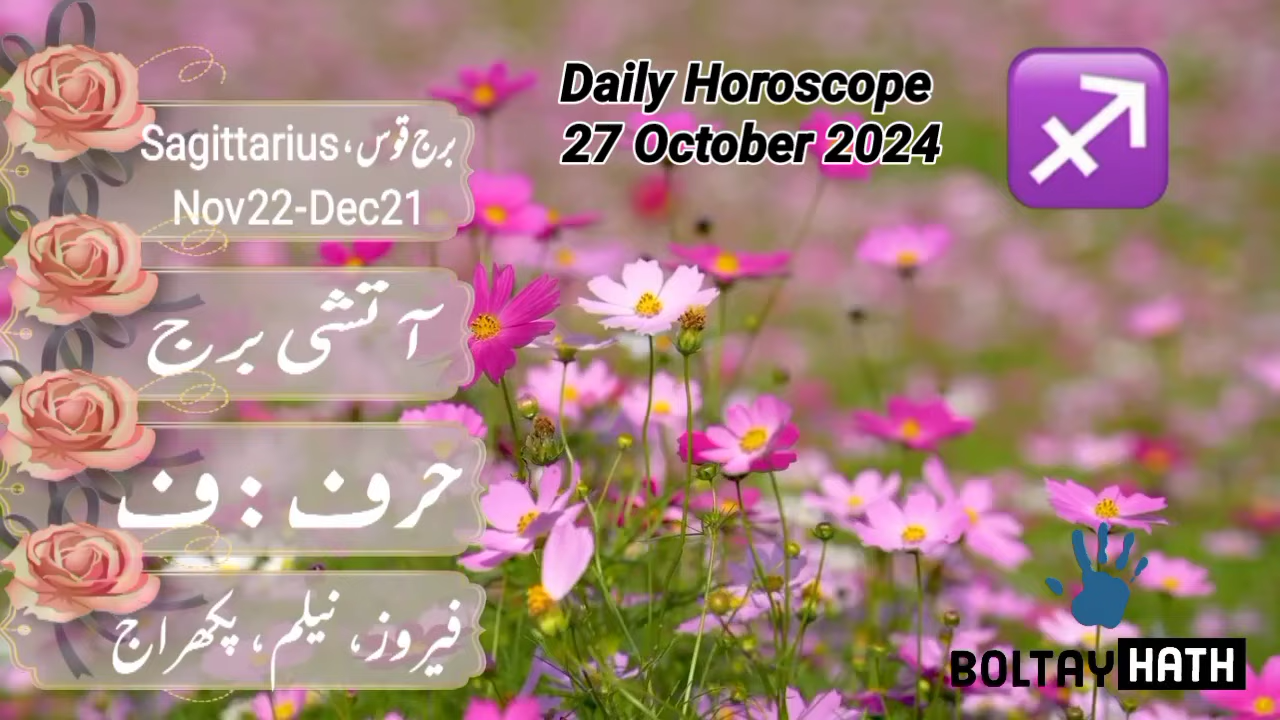 برج قوس، Sagittarius
Nov22-Dec21
آتشی برج
حرف : ف
فیروز، نیلم، پکھراج
Daily Horoscope
27 October 2024
BOLTAY HATH